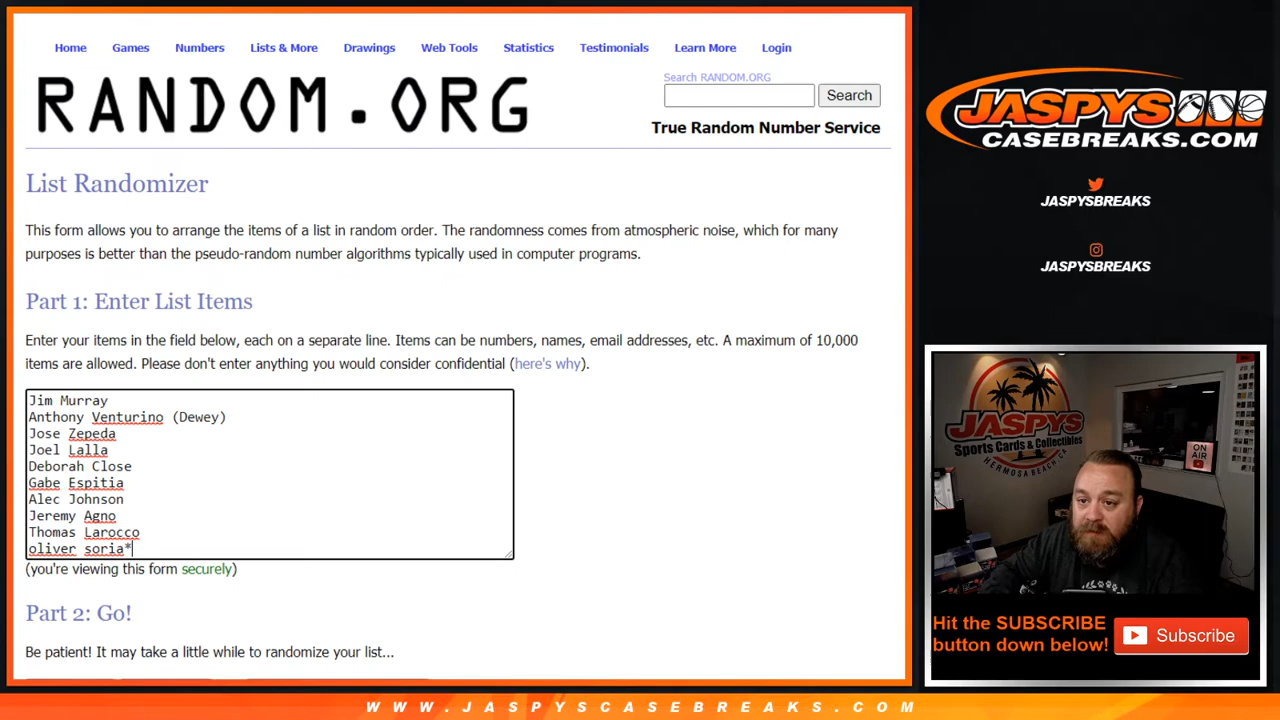 Home Games Numbers Lists & More Drawings Web Tools Statistics Testimonials Learn More Login
RANDOM.ORG
Search RANDOM.ORG
Search
True Random Number Service
List Randomizer
This form allows you to arrange the items of a list in random order. The randomness comes from atmospheric noise, which for many
purposes is better than the pseudo-random number algorithms typically used in computer programs.
Part 1: Enter List Items
Enter your items in the field below, each on a separate line. Items can be numbers, names, email addresses, etc. A maximum of 10,000
items are allowed. Please don't enter anything you would consider confidential (here's why).
Jim Murray
Anthony Venturino (Dewey)
Jose Zepeda
Joel Lalla
Deborah Close
Gabe Espitia
Alec Johnson
Jeremy Agno
Thomas Larocco
oliver soria*
(you're viewing this form securely)
Part 2: Go!
Be patient! It may take a little while to randomize your list...
JASPYS
CASEBREAKS.COM
JASPYSBREAKS
JASPYSBREAKS
JASPYS
Sports Cards & Collectibles
HERMOSA BEACH CA
ON
AIR
Hit the SUBSCRIBE
button down below!
Subscribe
WWW.JASPYSCASEBREAKS.COM